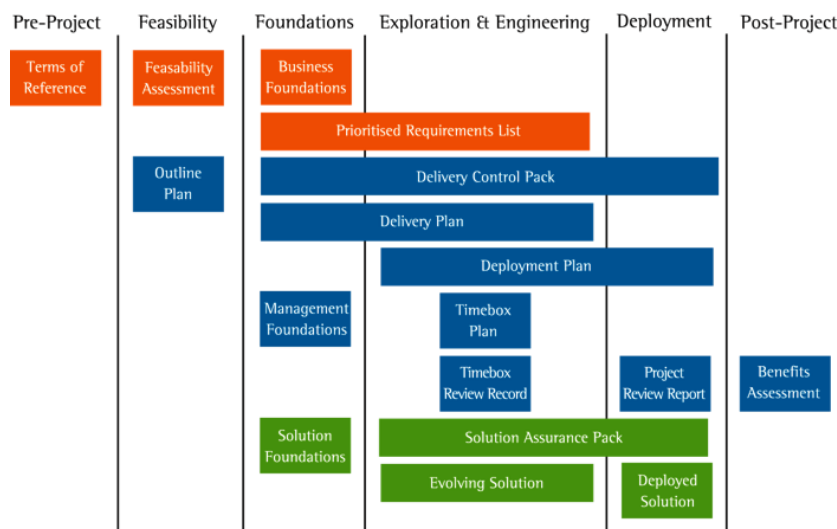 Pre-Project
Feasibility
Foundations
Exploration & Engineering
Deployment
Post-Project
Terms of
Reference
Feasability
Assessment
Business
Foundations
Prioritised Requirements List
Outline
Plan
Delivery Control Pack
Delivery Plan
Deployment Plan
Management
Foundations
Timebox
Plan
Timebox
Review Record
Project
Review Report
Benefits
Assessment
Solution
Foundations
Solution Assurance Pack
Evolving Solution
Deployed
Solution